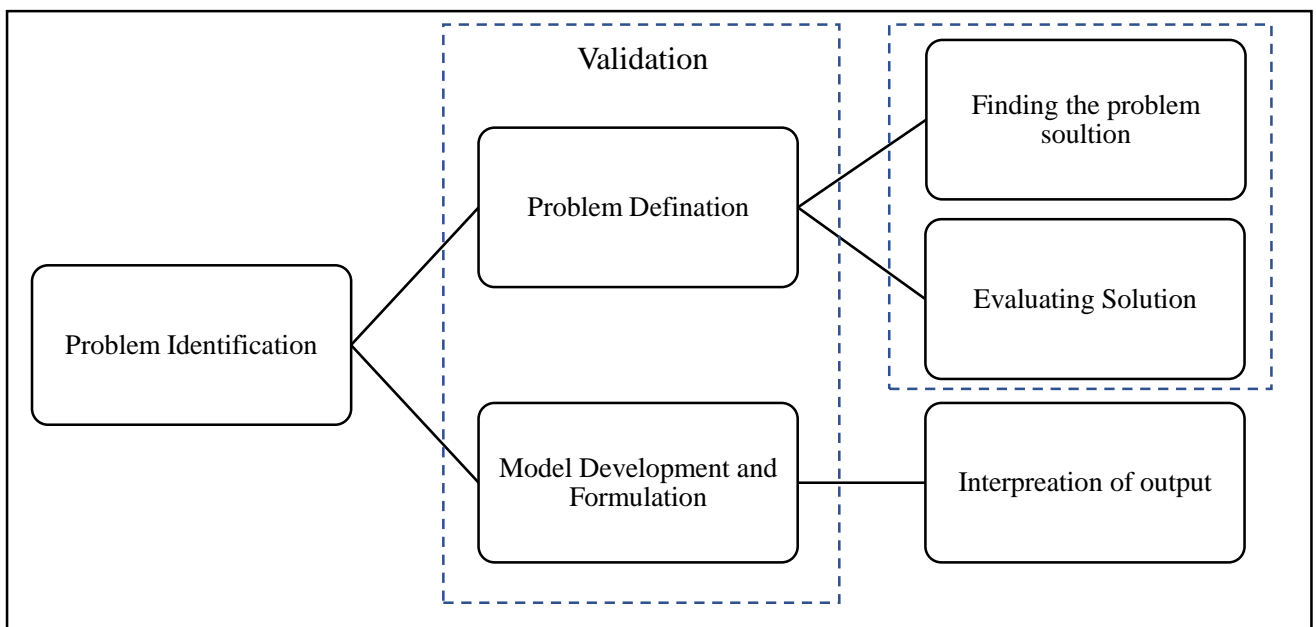 Validation
Finding the problem
soultion
Problem Defination
Evaluating Solution
Problem Identification
Model Development and
Formulation
Interpreation of output